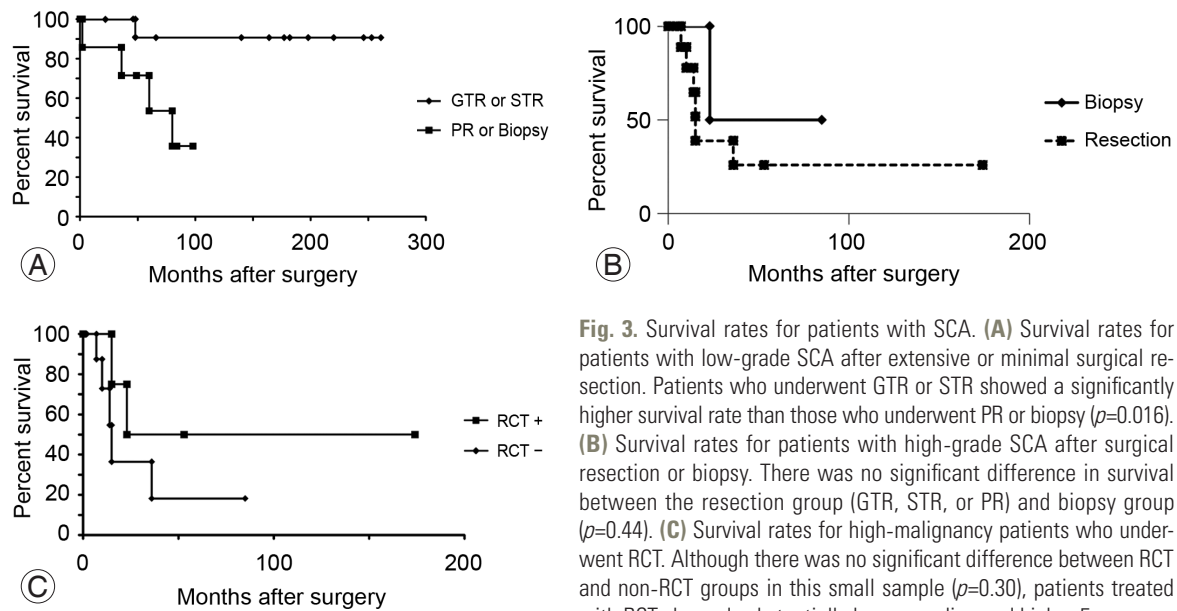 100
80
60
40
20
0
Percent survival
0
100
200
300
Months after surgery
GTR or STR
PR or Biopsy
A
100
50
0
Percent survival
0
100
200
Months after surgery
Biopsy
Resection
B
100
80
60
40
20
0
Percent survival
0
100
200
Months after surgery
RCT +
RCT −
C
Fig. 3. Survival rates for patients with SCA. (A) Survival rates for
patients with low-grade SCA after extensive or minimal surgical re-
section. Patients who underwent GTR or STR showed a significantly
higher survival rate than those who underwent PR or biopsy (p=0.016).
(B) Survival rates for patients with high-grade SCA after surgical
resection or biopsy. There was no significant difference in survival
between the resection group (GTR, STR, or PR) and biopsy group
(p=0.44). (C) Survival rates for high-malignancy patients who under-
went RCT. Although there was no significant difference between RCT
and non-RCT groups in this small sample (p=0.30), patients treated
with RCT